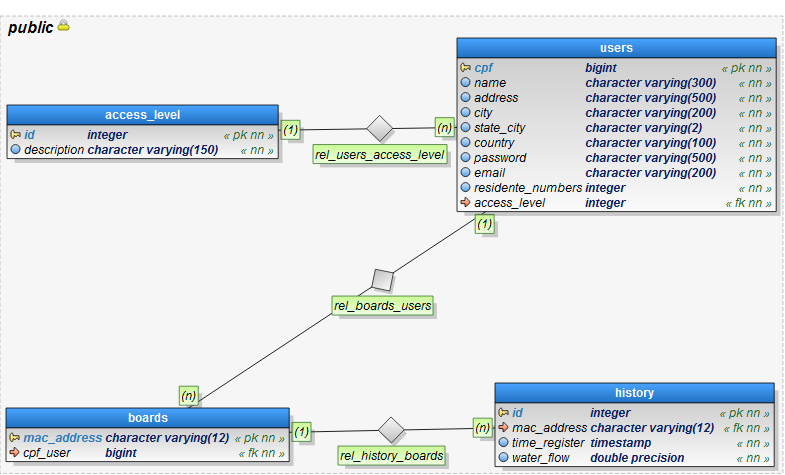 public
users
cpf bigint « pk nn »
name character varying(300) « nn »
address character varying(500) « nn »
city character varying(200) « nn »
state_city character varying(2) « nn »
country character varying(100) « nn »
password character varying(500) « nn »
email character varying(200) « nn »
residente_numbers integer « nn »
access_level integer « fk nn »
access_level
id integer « pk nn »
description character varying(150) « nn »
(1)
(n)
rel_users_access_level
(1)
rel_boards_users
(n)
boards
mac_address character varying(12) « pk nn »
cpf_user bigint « fk nn »
(1)
(n)
rel_history_boards
history
id integer « pk nn »
mac_address character varying(12) « fk nn »
time_register timestamp « nn »
water_flow double precision « nn »